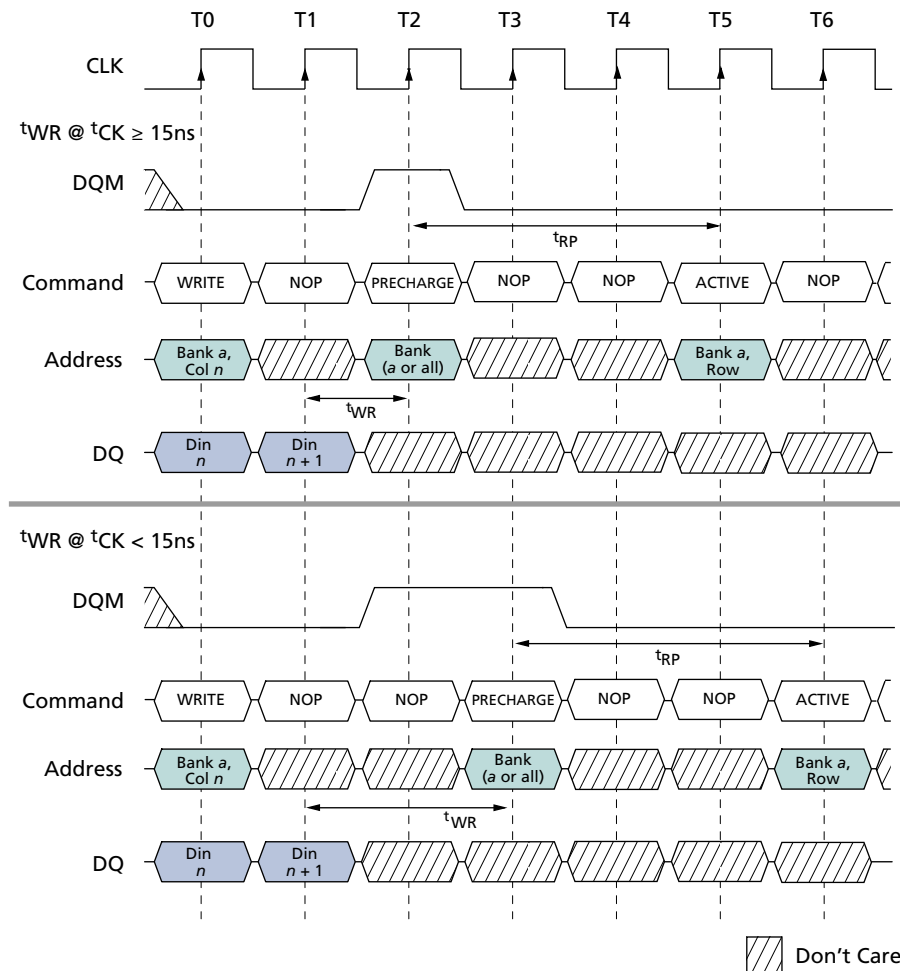 T0 T1 T2 T3 T4 T5 T6
CLK
tWR @ tCK ≥ 15ns
DQM
tRP
Command WRITE NOP PRECHARGE NOP NOP ACTIVE NOP
Address Bank a, Col n Bank (a or all) Bank a, Row
tWR
DQ Din n Din n + 1
tWR @ tCK < 15ns
DQM
tRP
Command WRITE NOP NOP PRECHARGE NOP NOP ACTIVE
Address Bank a, Col n Bank (a or all) Bank a, Row
tWR
DQ Din n Din n + 1
Don't Care